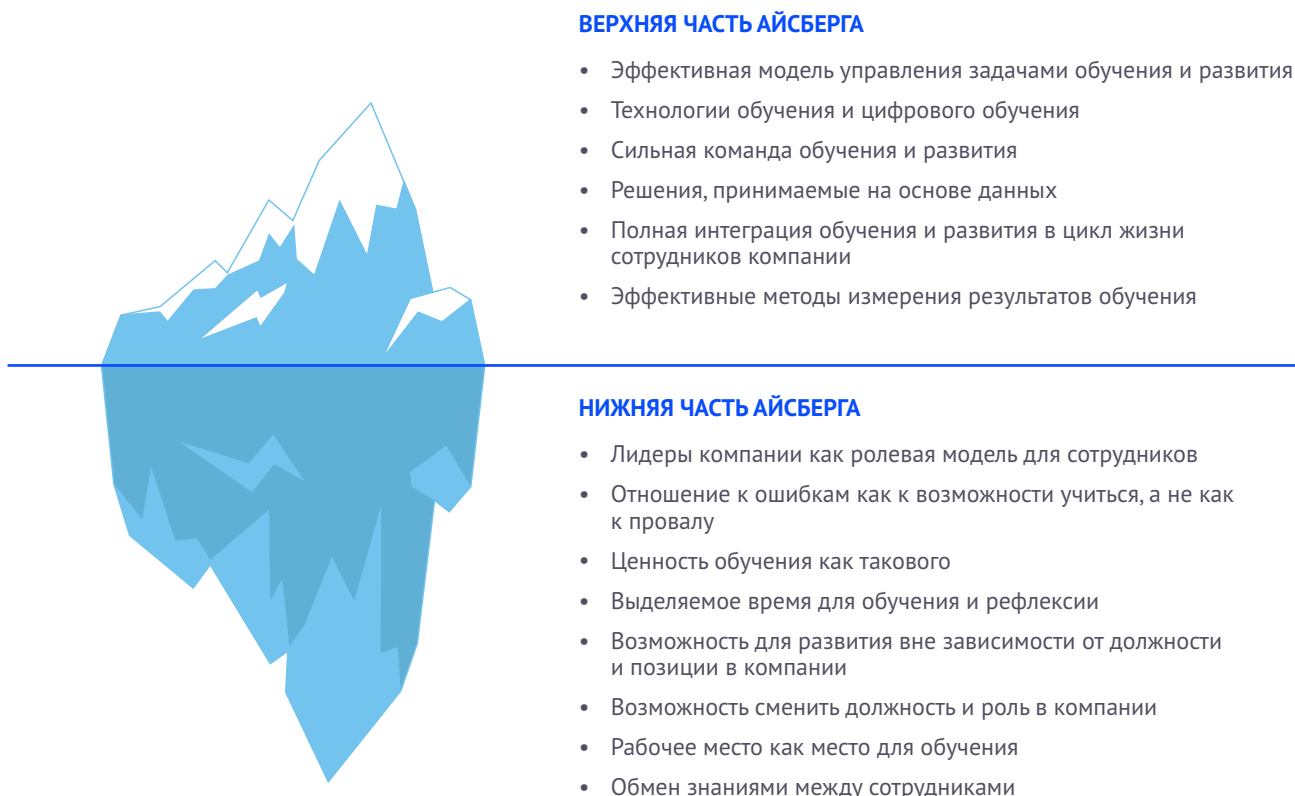 ВЕРХНЯЯ ЧАСТЬ АЙСБЕРГА
• Эффективная модель управления задачами обучения и развития
• Технологии обучения и цифрового обучения
• Сильная команда обучения и развития
• Решения, принимаемые на основе данных
• Полная интеграция обучения и развития в цикл жизни
сотрудников компании
• Эффективные методы измерения результатов обучения
НИЖНЯЯ ЧАСТЬ АЙСБЕРГА
• Лидеры компании как ролевая модель для сотрудников
• Отношение к ошибкам как к возможности учиться, а не как
к провалу
• Ценность обучения как такового
• Выделяемое время для обучения и рефлексии
• Возможность для развития вне зависимости от должности
и позиции в компании
• Возможность сменить должность и роль в компании
• Рабочее место как место для обучения
• Обмен знаниями между сотрудниками